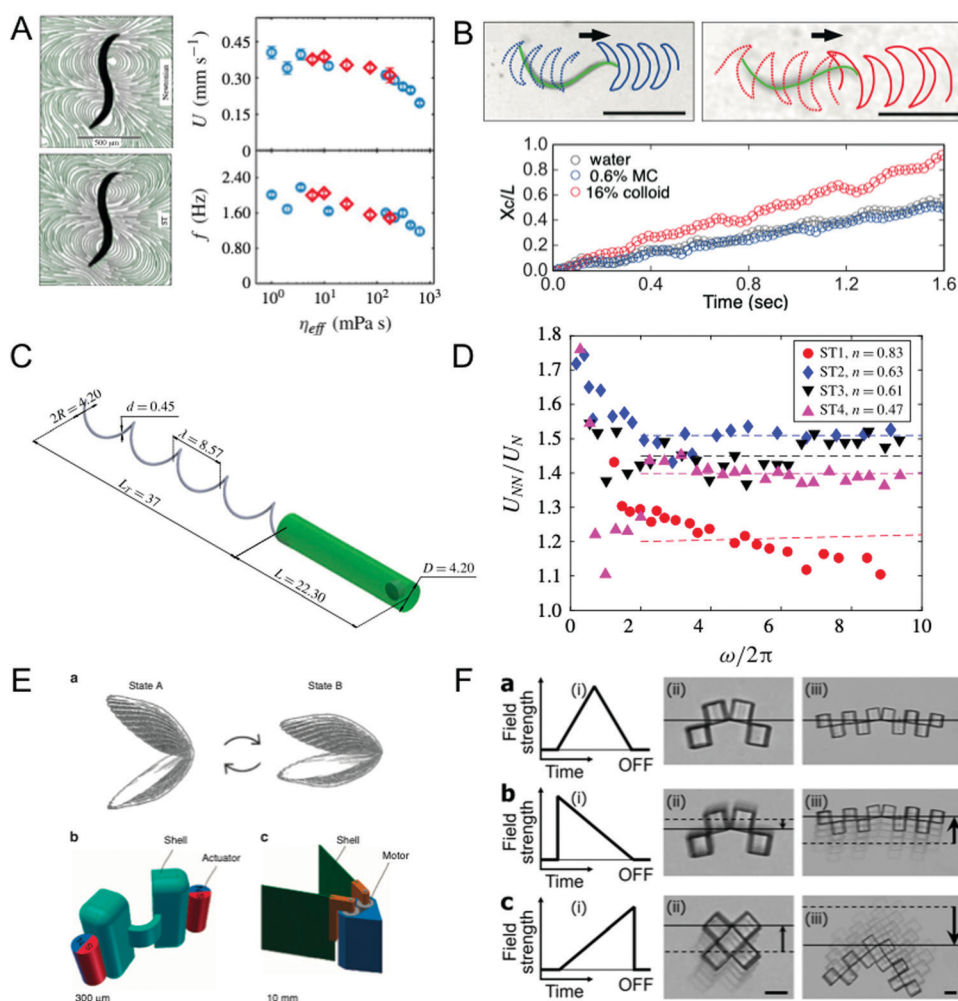 A
Newtonian
500 μm
ST
U (mm s⁻¹)
0.45
0.30
0.15
0
f (Hz)
2.40
1.60
0.80
0
10⁰ 10¹ 10² 10³
ηeff (mPa s)
B
Xc/L
1.0
0.8
0.6
0.4
0.2
0.0
water
0.6% MC
16% colloid
0.4 0.8 1.2 1.6
Time (sec)
C
2R = 4.20
d = 0.45
λ = 8.57
LT = 37
L = 22.30
D = 4.20
D
UNN/UN
1.8
1.7
1.6
1.5
1.4
1.3
1.2
1.1
1.0
ST1, n = 0.83
ST2, n = 0.63
ST3, n = 0.61
ST4, n = 0.47
0 2 4 6 8 10
ω/2π
E
a
State A State B
b
Shell
Actuator
N
S
300 μm
c
Shell
Motor
10 mm
F
a
Field strength
(i)
Time OFF
(ii)
(iii)
b
Field strength
(i)
Time OFF
(ii)
(iii)
c
Field strength
(i)
Time OFF
(ii)
(iii)